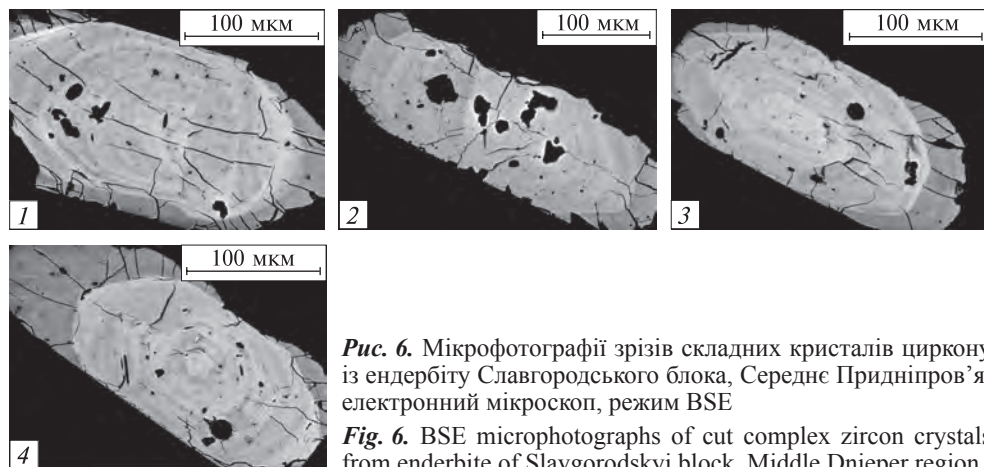 100 мкм
100 мкм
100 мкм
1
2
3
100 мкм
4
Рис. 6. Мікрофотографії зрізів складних кристалів циркону
із ендербіту Славгородського блока, Середнє Придніпров’я,
електронний мікроскоп, режим BSE
Fig. 6. BSE microphotographs of cut complex zircon crystals
from enderbite of Slavgorodskyi block, Middle Dnieper region